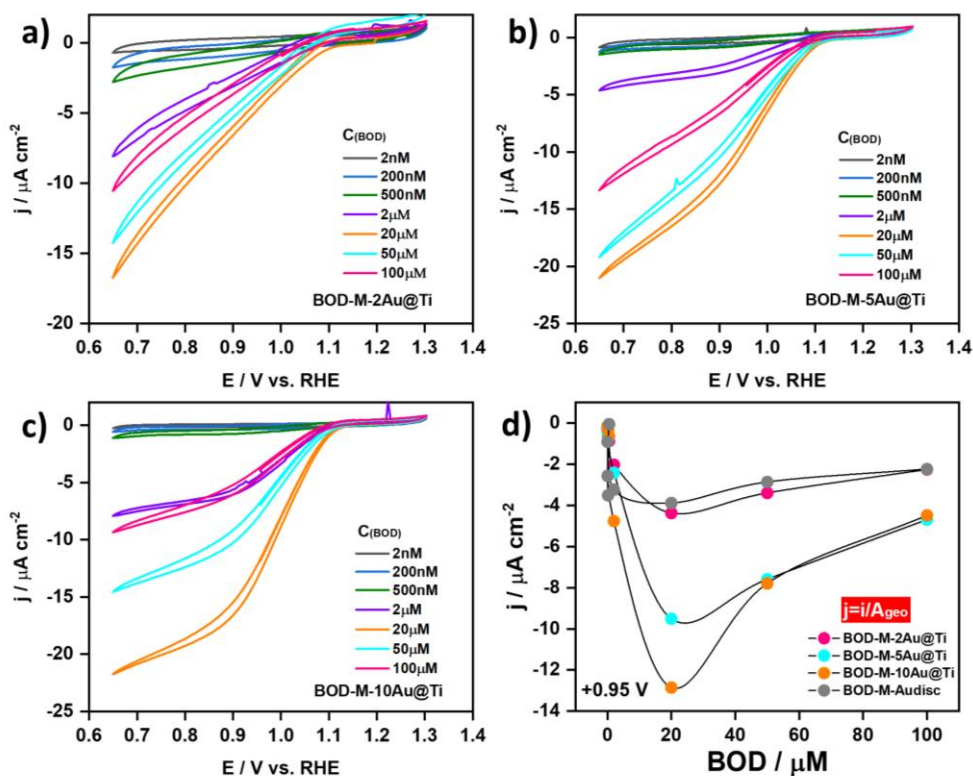 a)
0
-5
-10
-15
-20
j / μA cm-2
C(BOD)
2nM
200nM
500nM
2μM
20μM
50μM
100μM
BOD-M-2Au@Ti
0.6 0.7 0.8 0.9 1.0 1.1 1.2 1.3 1.4
E / V vs. RHE
b)
0
-5
-10
-15
-20
-25
j / μA cm-2
C(BOD)
2nM
200nM
500nM
2μM
20μM
50μM
100μM
BOD-M-5Au@Ti
0.6 0.7 0.8 0.9 1.0 1.1 1.2 1.3 1.4
E / V vs. RHE
c)
0
-5
-10
-15
-20
-25
j / μA cm-2
C(BOD)
2nM
200nM
500nM
2μM
20μM
50μM
100μM
BOD-M-10Au@Ti
0.6 0.7 0.8 0.9 1.0 1.1 1.2 1.3 1.4
E / V vs. RHE
d)
0
-2
-4
-6
-8
-10
-12
-14
j / μA cm-2
j=i/Ageo
BOD-M-2Au@Ti
BOD-M-5Au@Ti
BOD-M-10Au@Ti
BOD-M-Audisc
+0.95 V
0 20 40 60 80 100
BOD / μM